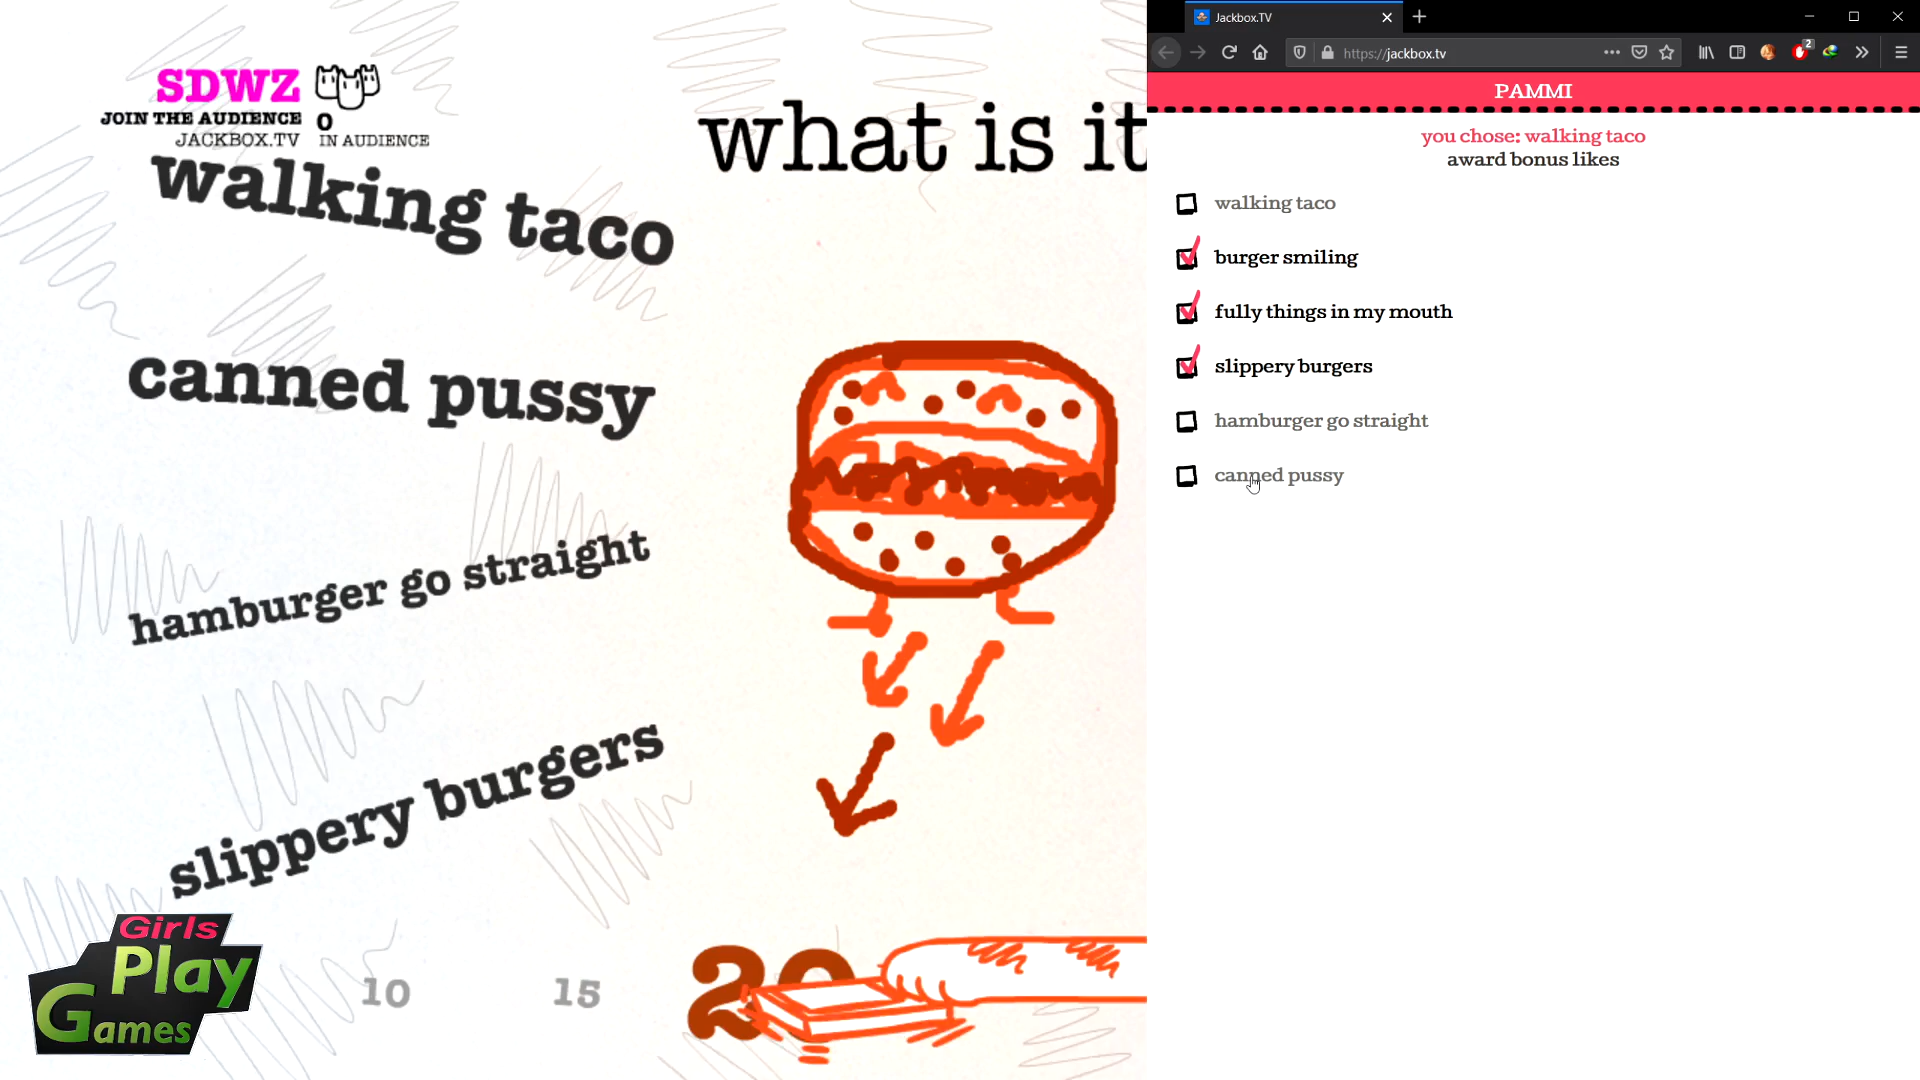 SDWZ
JOIN THE AUDIENCE
JACKBOX.TV
0
IN AUDIENCE
what is it
walking taco
canned pussy
hamburger go straight
slippery burgers
Girls
Play
Games
10
15
20
Jackbox.TV
https://jackbox.tv
2
PAMMI
you chose: walking taco
award bonus likes
walking taco
burger smiling
fully things in my mouth
slippery burgers
hamburger go straight
canned pussy